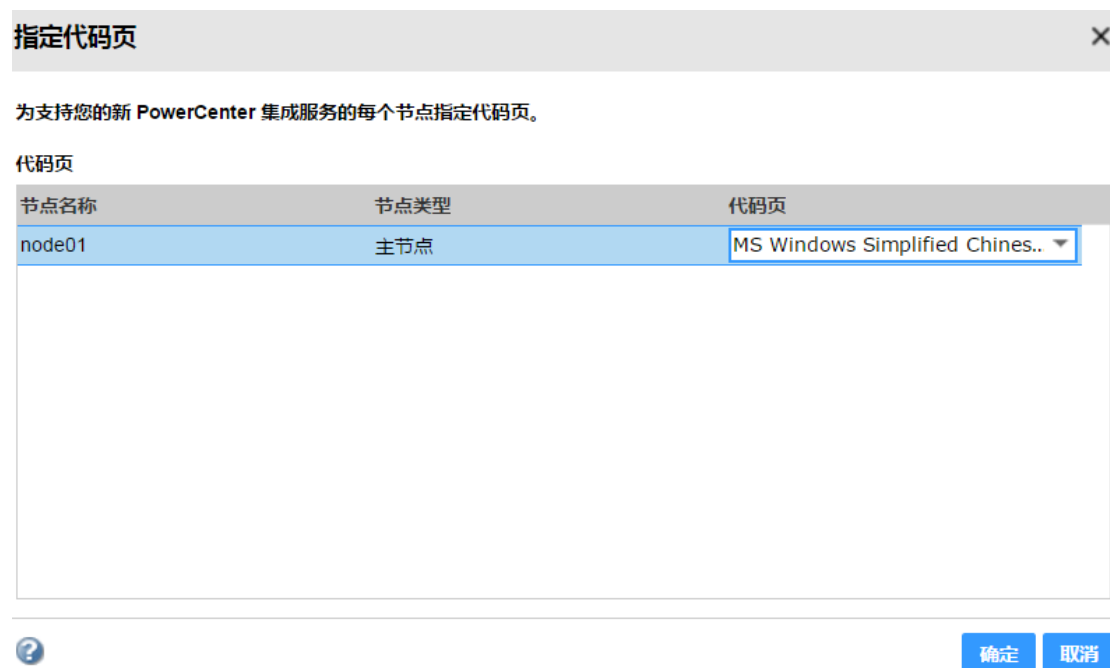 指定代码页
为支持您的新 PowerCenter 集成服务的每个节点指定代码页。
代码页
节点名称 节点类型 代码页
node01 主节点 MS Windows Simplified Chines..
确定 取消